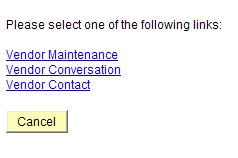 Please select one of the following links:
Vendor Maintenance
Vendor Conversation
Vendor Contact
Cancel